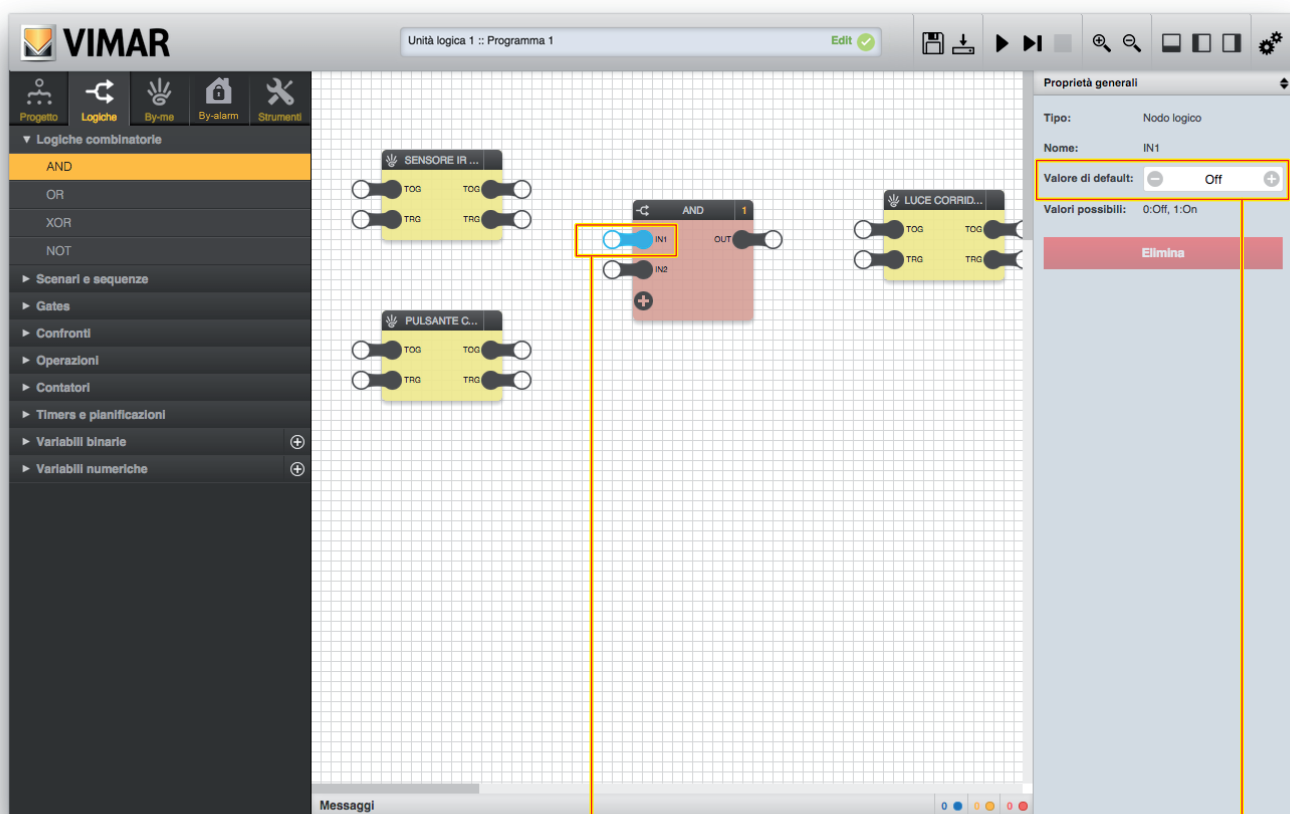 VIMAR
Unità logica 1 :: Programma 1
Edit
Progetto
Logiche
By-me
By-alarm
Strumenti
▼ Logiche combinatorie
AND
OR
XOR
NOT
► Scenari e sequenze
► Gates
► Confronti
► Operazioni
► Contatori
► Timers e pianificazioni
► Variabili binarie
► Variabili numeriche
SENSORE IR ...
TOG TOG
TRG TRG
PULSANTE C...
TOG TOG
TRG TRG
AND 1
IN1 OUT
IN2
LUCE CORRID...
TOG TOG
TRG TRG
Messaggi
0 0 0
Proprietà generali
Tipo: Nodo logico
Nome: IN1
Valore di default: Off
Valori possibili: 0:Off, 1:On
Elimina